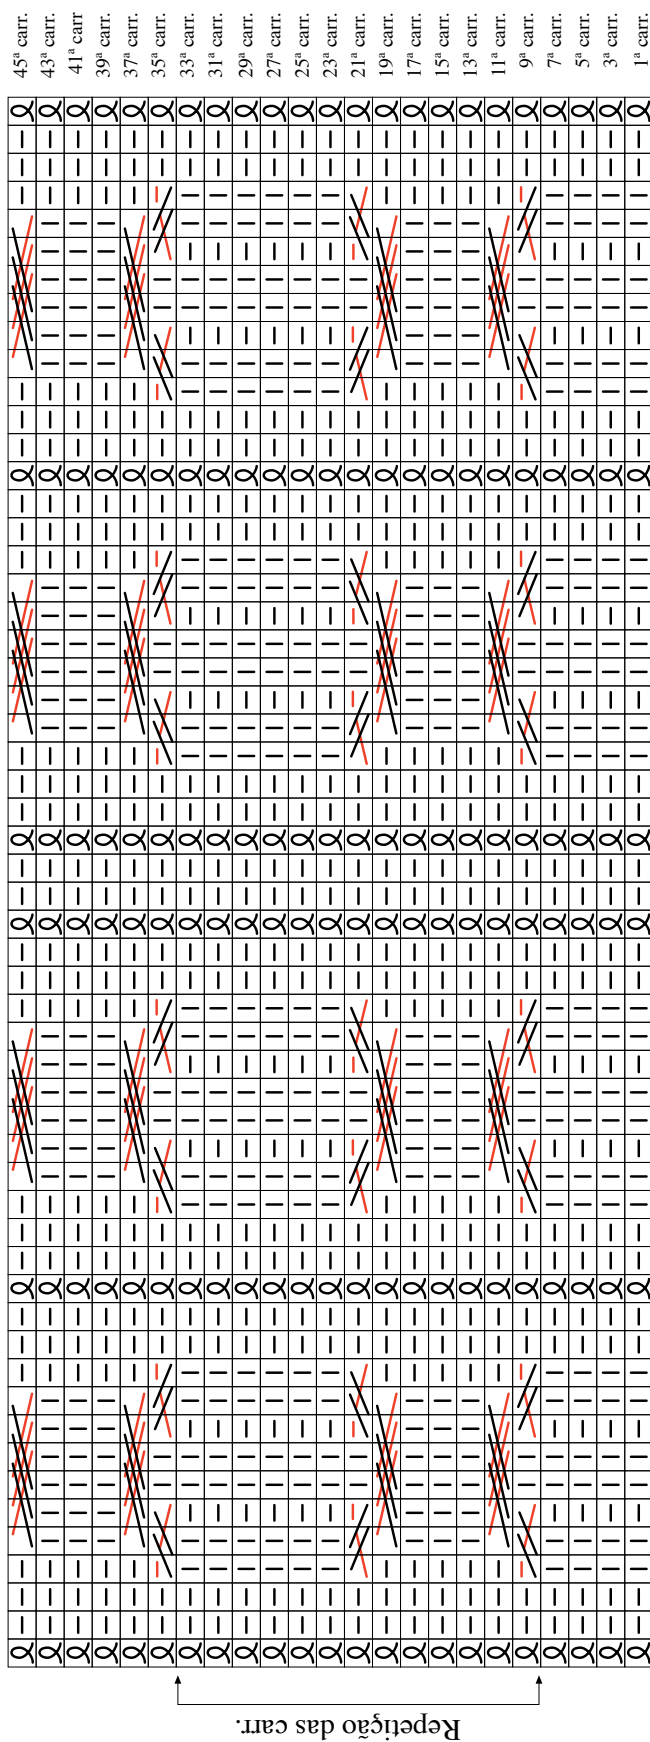 45ª carr.
43ª carr.
41ª carr
39ª carr.
37ª carr.
35ª carr.
33ª carr.
31ª carr.
29ª carr.
27ª carr.
25ª carr.
23ª carr.
21ª carr.
19ª carr.
17ª carr.
15ª carr.
13ª carr.
11ª carr.
9ª carr.
7ª carr.
5ª carr.
3ª carr.
1ª carr.
Repetição das carr.